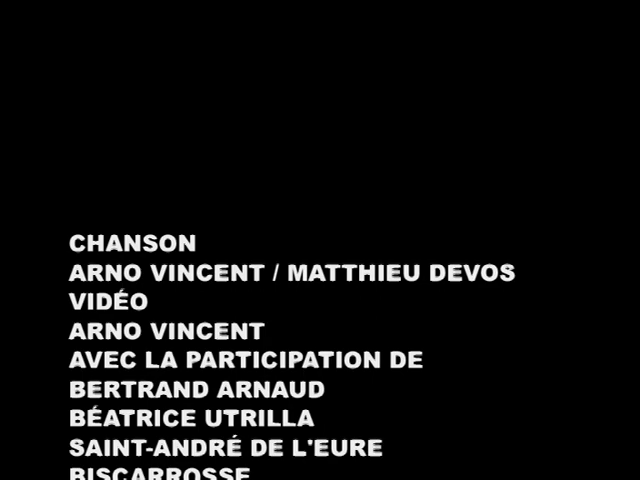 CHANSON
ARNO VINCENT / MATTHIEU DEVOS
VIDÉO
ARNO VINCENT
AVEC LA PARTICIPATION DE
BERTRAND ARNAUD
BÉATRICE UTRILLA
SAINT-ANDRÉ DE L'EURE
BISCARROSSE